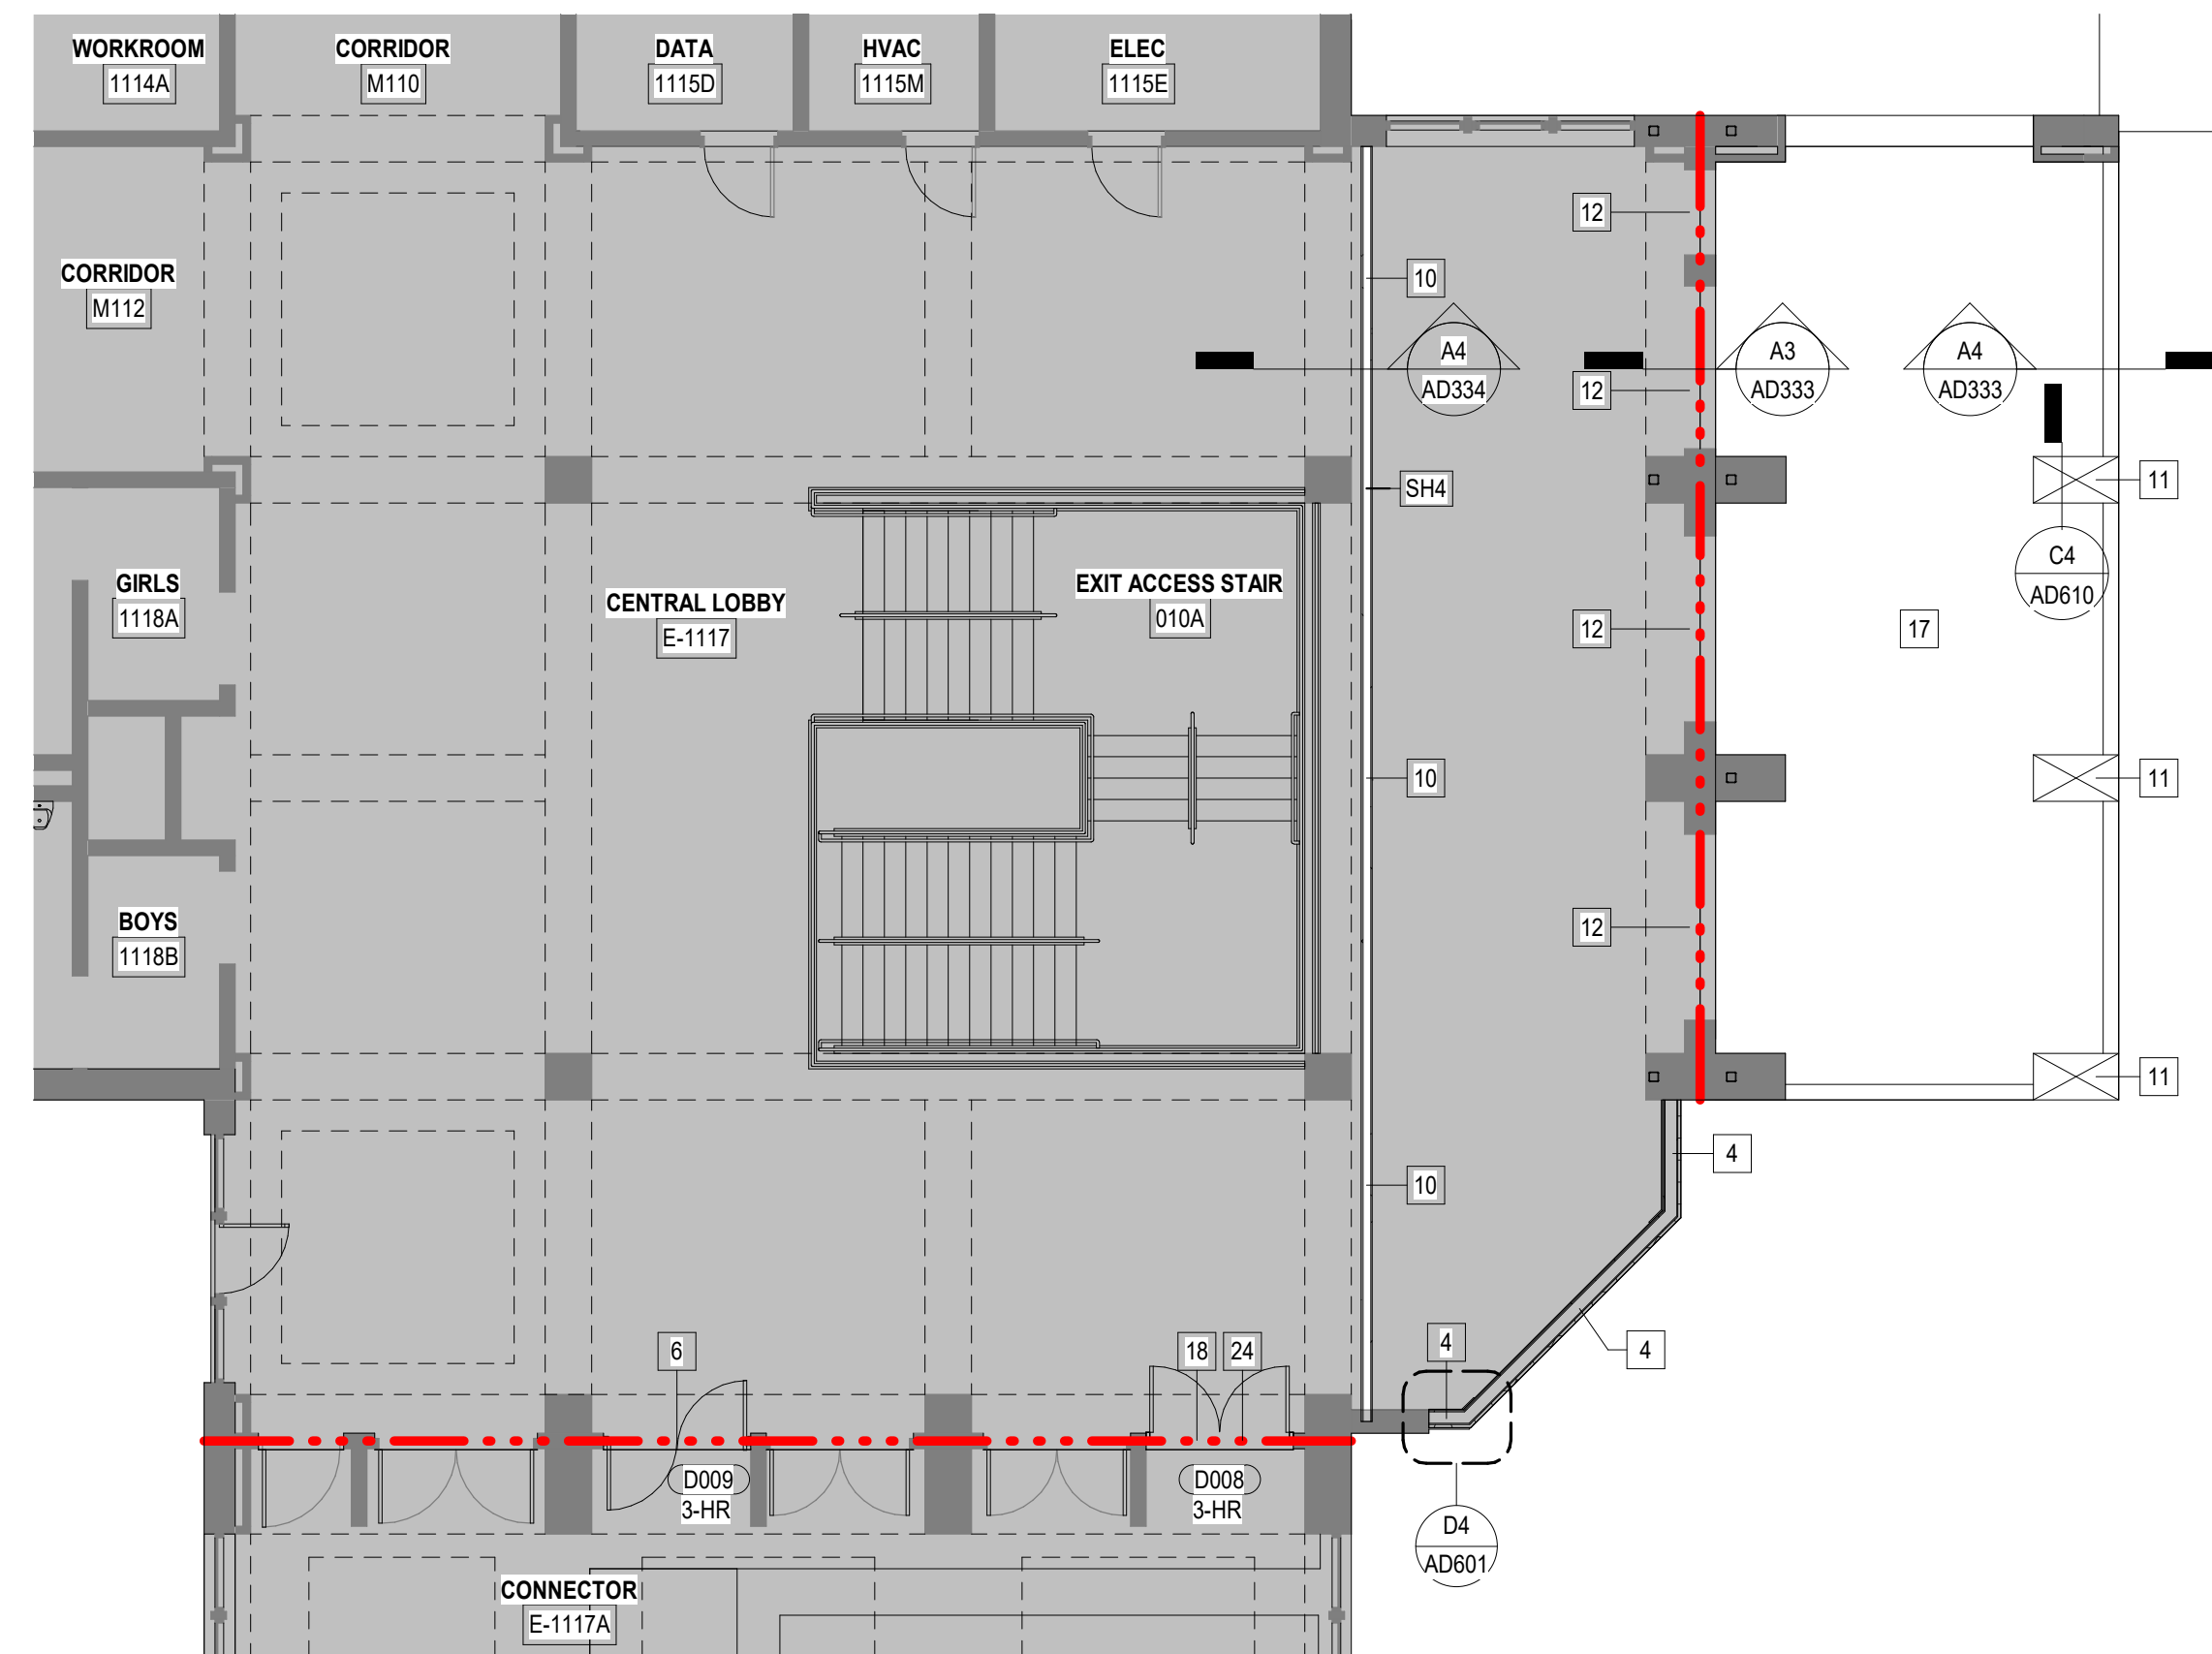 WORKROOM
1114A
CORRIDOR
M110
DATA
1115D
HVAC
1115M
ELEC
1115E
12
CORRIDOR
M112
10
A4
AD334
A3
AD333
A4
AD333
12
SH4
11
C4
AD610
GIRLS
1118A
CENTRAL LOBBY
E-1117
EXIT ACCESS STAIR
010A
12
17
10
11
BOYS
1118B
12
11
4
10
6
18
24
4
4
D009
3-HR
D008
3-HR
D4
AD601
CONNECTOR
E-1117A